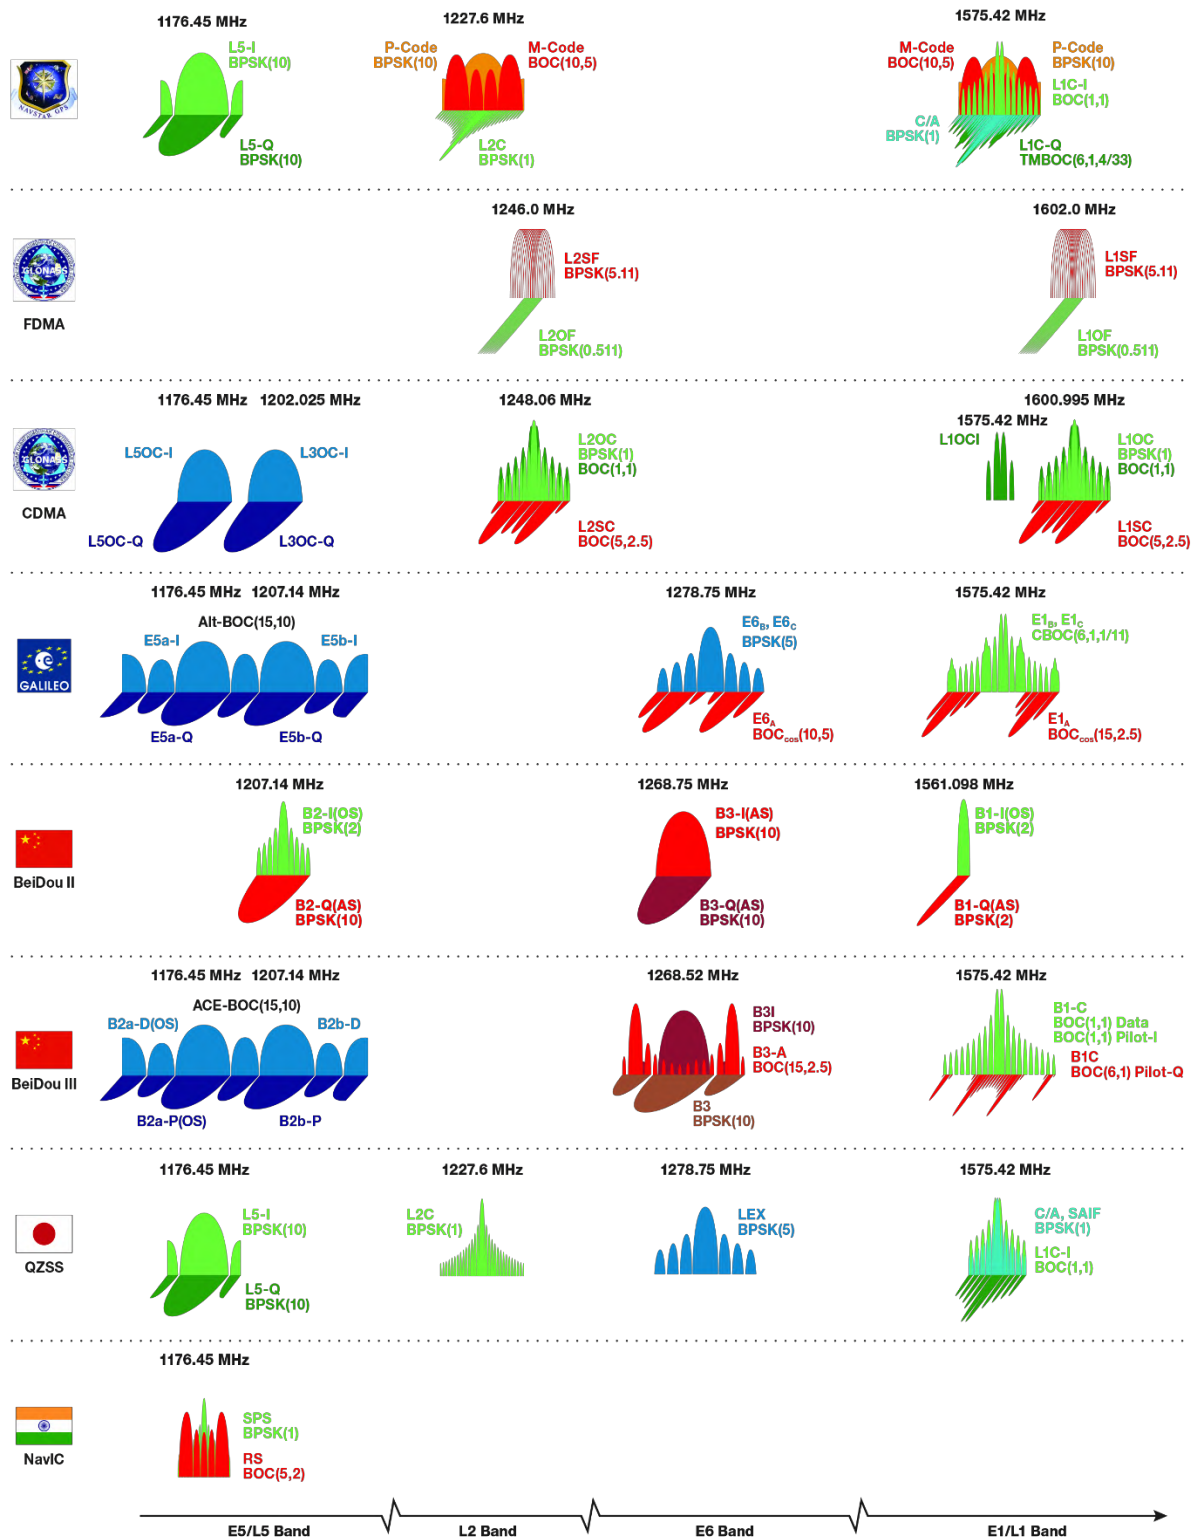 1176.45 MHz
1227.6 MHz
1575.42 MHz
NAVSTAR GPS
L5-I
BPSK(10)
L5-Q
BPSK(10)
P-Code
BPSK(10)
M-Code
BOC(10,5)
L2C
BPSK(1)
M-Code
BOC(10,5)
P-Code
BPSK(10)
L1C-I
BOC(1,1)
C/A
BPSK(1)
L1C-Q
TMBOC(6,1,4/33)
1246.0 MHz
1602.0 MHz
GLONASS
FDMA
L2SF
BPSK(5.11)
L2OF
BPSK(0.511)
L1SF
BPSK(5.11)
L1OF
BPSK(0.511)
1176.45 MHz
1202.025 MHz
1248.06 MHz
1600.995 MHz
1575.42 MHz
GLONASS
CDMA
L5OC-I
L3OC-I
L5OC-Q
L3OC-Q
L2OC
BPSK(1)
BOC(1,1)
L2SC
BOC(5,2.5)
L1OCI
L1OC
BPSK(1)
BOC(1,1)
L1SC
BOC(5,2.5)
1176.45 MHz
1207.14 MHz
1278.75 MHz
1575.42 MHz
GALILEO
Alt-BOC(15,10)
E5a-I
E5b-I
E5a-Q
E5b-Q
E6B, E6C
BPSK(5)
E6A
BOCcos(10,5)
E1B, E1C
CBOC(6,1,1/11)
E1A
BOCcos(15,2.5)
1207.14 MHz
1268.75 MHz
1561.098 MHz
BeiDou II
B2-I(OS)
BPSK(2)
B2-Q(AS)
BPSK(10)
B3-I(AS)
BPSK(10)
B3-Q(AS)
BPSK(10)
B1-I(OS)
BPSK(2)
B1-Q(AS)
BPSK(2)
1176.45 MHz
1207.14 MHz
1268.52 MHz
1575.42 MHz
BeiDou III
ACE-BOC(15,10)
B2a-D(OS)
B2b-D
B2a-P(OS)
B2b-P
B3I
BPSK(10)
B3-A
BOC(15,2.5)
B3
BPSK(10)
B1-C
BOC(1,1) Data
BOC(1,1) Pilot-I
B1C
BOC(6,1) Pilot-Q
1176.45 MHz
1227.6 MHz
1278.75 MHz
1575.42 MHz
QZSS
L5-I
BPSK(10)
L5-Q
BPSK(10)
L2C
BPSK(1)
LEX
BPSK(5)
C/A, SAIF
BPSK(1)
L1C-I
BOC(1,1)
1176.45 MHz
NavIC
SPS
BPSK(1)
RS
BOC(5,2)
E5/L5 Band
L2 Band
E6 Band
E1/L1 Band